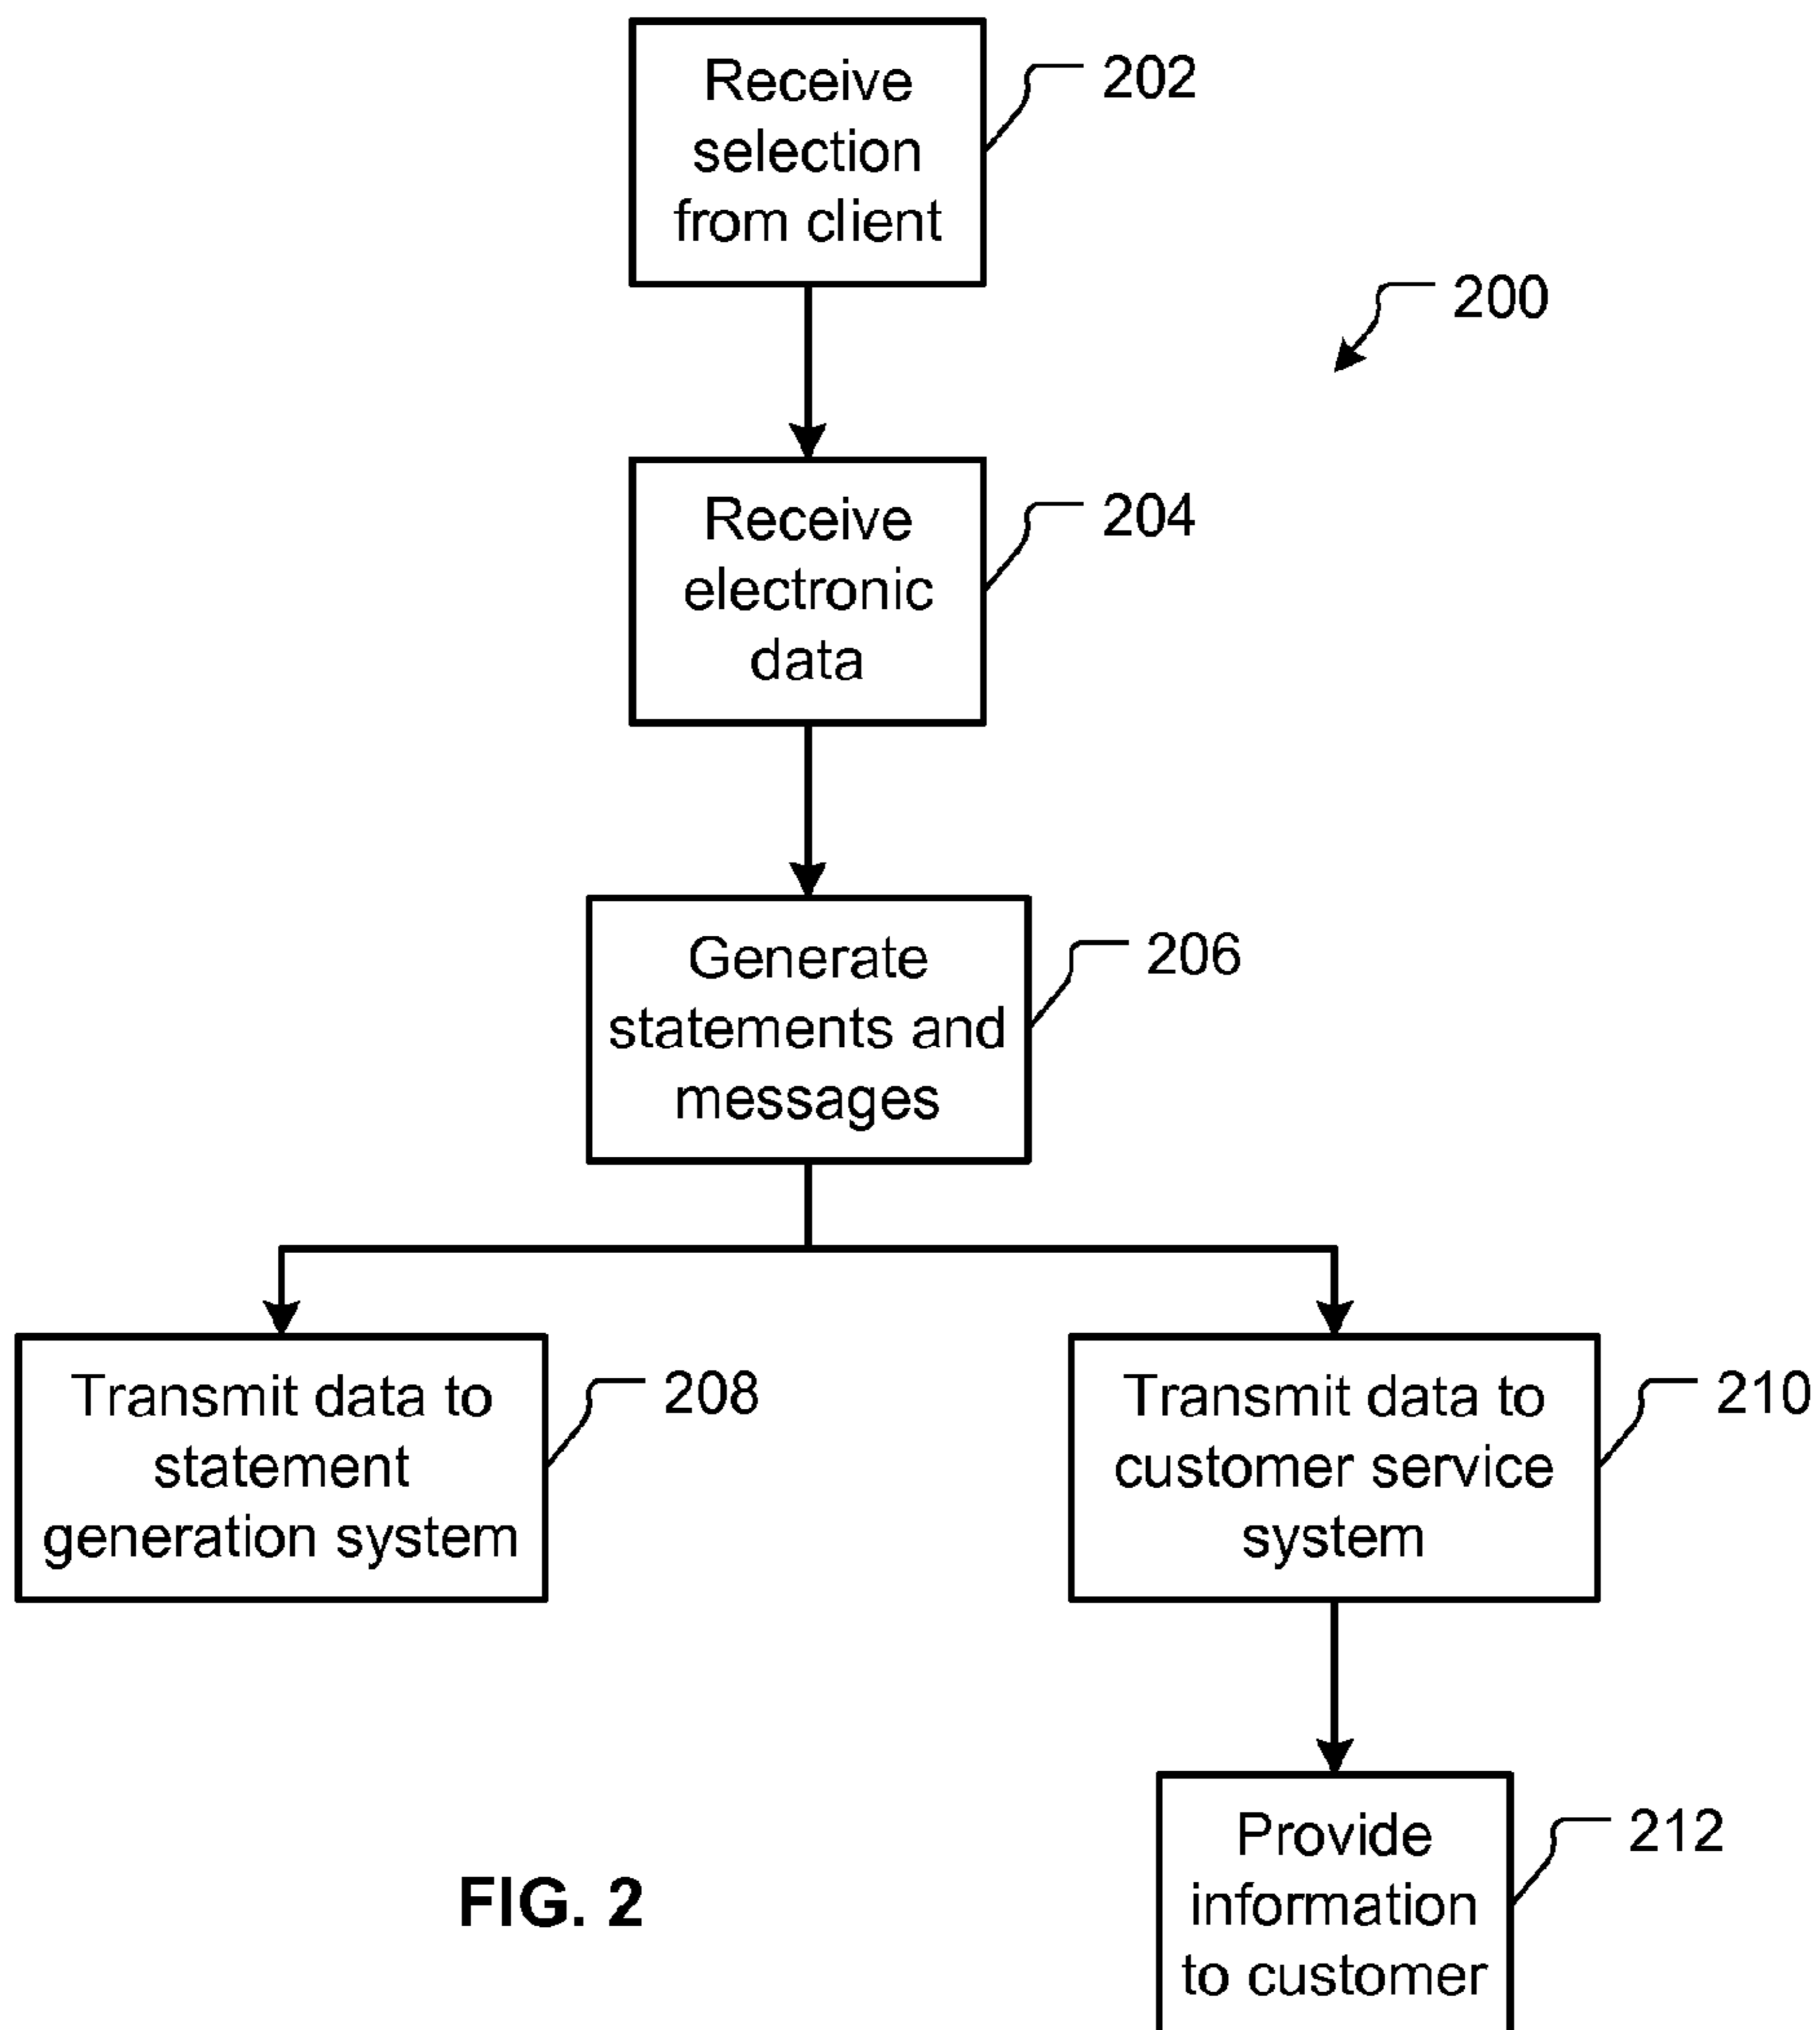 Receive
selection
from client
202
200
Receive
electronic
data
204
Generate
statements and
messages
206
Transmit data to
statement
generation system
208
Transmit data to
customer service
system
210
Provide
information
to customer
212
FIG. 2